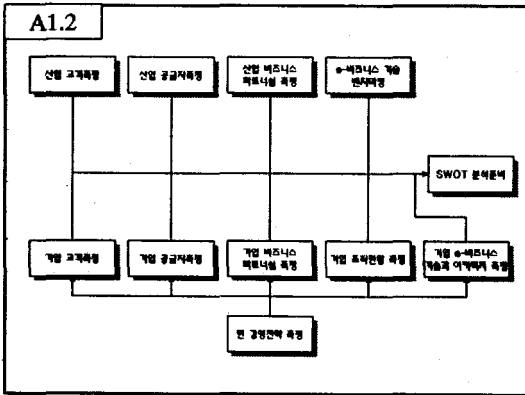 A1.2
산업 고객측정
산업 공급자측정
산업 비즈니스
파트너쉽 측정
e-비즈니스 기술
벤치마킹
SWOT 분석준비
기업 고객측정
기업 공급자측정
기업 비즈니스
파트너쉽 측정
기업 조직현황 측정
기업 e-비즈니스
기술과 아키텍처 측정
현 경영전략 측정